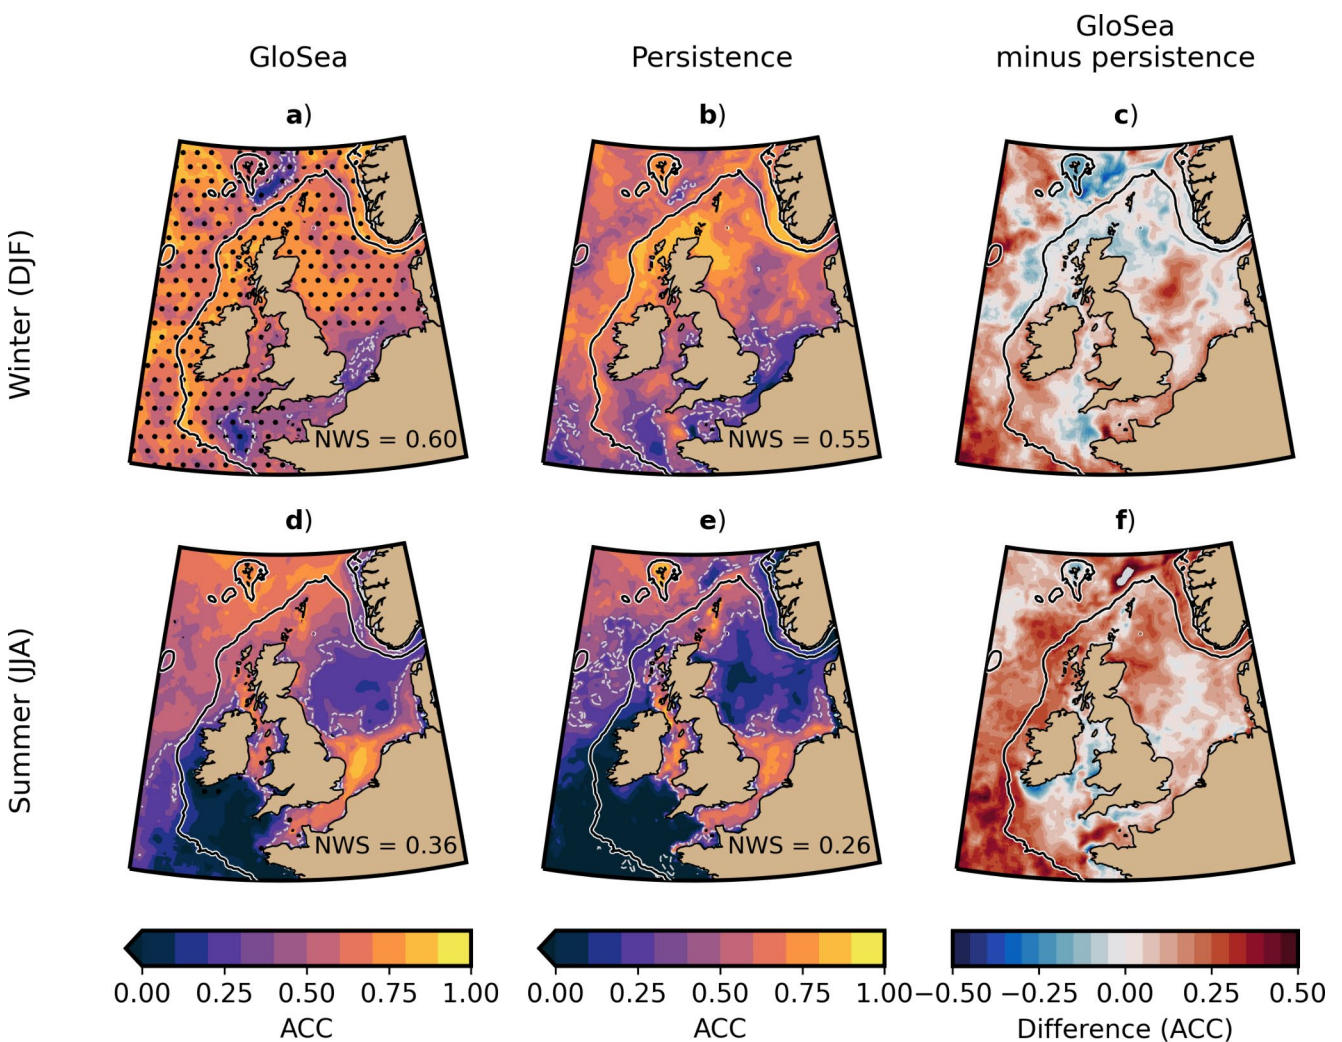 GloSea
Persistence
GloSea
minus persistence
a)
b)
c)
Winter (DJF)
NWS = 0.60
NWS = 0.55
d)
e)
f)
Summer (JJA)
NWS = 0.36
NWS = 0.26
0.00 0.25 0.50 0.75 1.00
ACC
0.00 0.25 0.50 0.75 1.00
ACC
−0.50 −0.25 0.00 0.25 0.50
Difference (ACC)